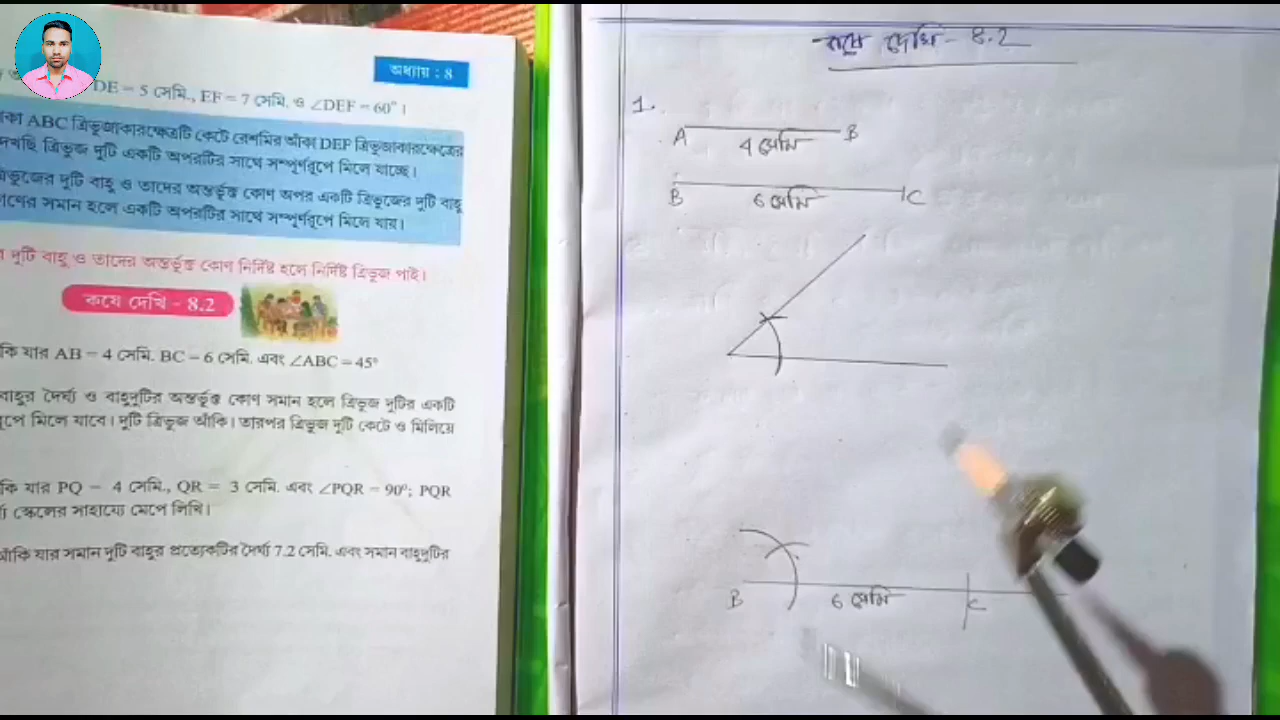 অধ্যায় : 8
DE = 5 সেমি., EF = 7 সেমি. ও ∠DEF = 60° ।
ABC ত্রিভুজাকারক্ষেত্রটি কেটে রেশমির আঁকা DEF ত্রিভুজাকারক্ষেত্রের
দেখছি ত্রিভুজ দুটি একটি অপরটির সাথে সম্পূর্ণরূপে মিলে যাচ্ছে।
ত্রিভুজের দুটি বাহু ও তাদের অন্তর্ভুক্ত কোণ অপর একটি ত্রিভুজের দুটি বাহু
সমান হলে একটি অপরটির সাথে সম্পূর্ণরূপে মিলে যায়।
দুটি বাহু ও তাদের অন্তর্ভুক্ত কোণ নির্দিষ্ট হলে নির্দিষ্ট ত্রিভুজ পাই।
কষে দেখি - 8.2
যার AB = 4 সেমি. BC = 6 সেমি. এবং ∠ABC = 45°
বাহুর দৈর্ঘ্য ও বাহুদুটির অন্তর্ভুক্ত কোণ সমান হলে ত্রিভুজ দুটির একটি
মিলে যাবে। দুটি ত্রিভুজ আঁকি। তারপর ত্রিভুজ দুটি কেটে ও মিলিয়ে
যার PQ = 4 সেমি., QR = 3 সেমি. এবং ∠PQR = 90°; PQR
স্কেলের সাহায্যে মেপে লিখি।
আঁকি যার সমান দুটি বাহুর প্রত্যেকটির দৈর্ঘ্য 7.2 সেমি. এবং সমান বাহুদুটির
কষে দেখি - 8.2
1.
A B
4 সেমি
B C
6 সেমি
B 6 সেমি C